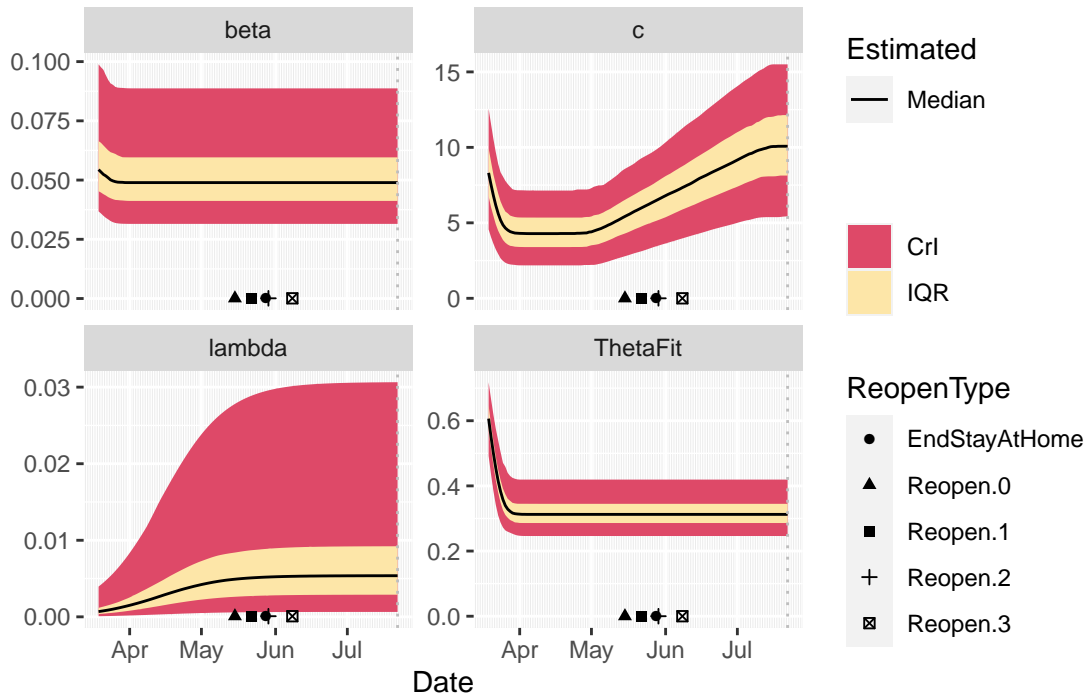 beta
c
0.100
0.075
0.050
0.025
0.000
15
10
5
0
lambda
ThetaFit
0.03
0.02
0.01
0.00
0.6
0.4
0.2
0.0
Apr May Jun Jul
Apr May Jun Jul
Date
Estimated
Median
CrI
IQR
ReopenType
EndStayAtHome
Reopen.0
Reopen.1
Reopen.2
Reopen.3